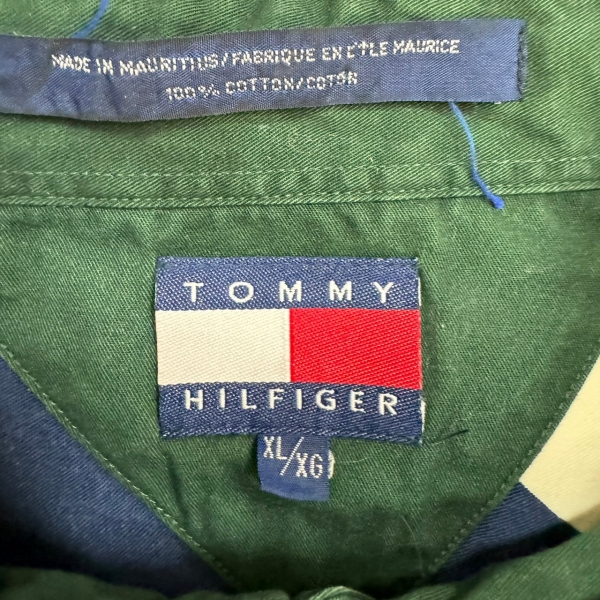 MADE IN MAURITIUS/FABRIQUE EN L'ILE MAURICE
100% COTTON/COTON
TOMMY
HILFIGER
XL/XG